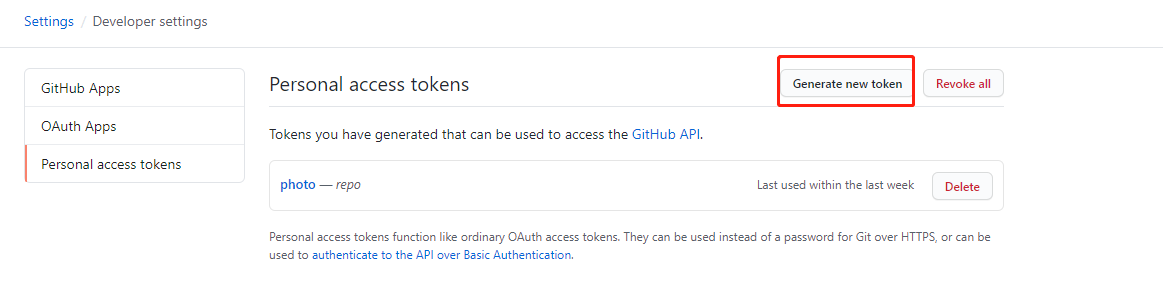 Settings / Developer settings
GitHub Apps
OAuth Apps
Personal access tokens
Personal access tokens
Generate new token
Revoke all
Tokens you have generated that can be used to access the GitHub API.
photo — repo
Last used within the last week
Delete
Personal access tokens function like ordinary OAuth access tokens. They can be used instead of a password for Git over HTTPS, or can be
used to authenticate to the API over Basic Authentication.